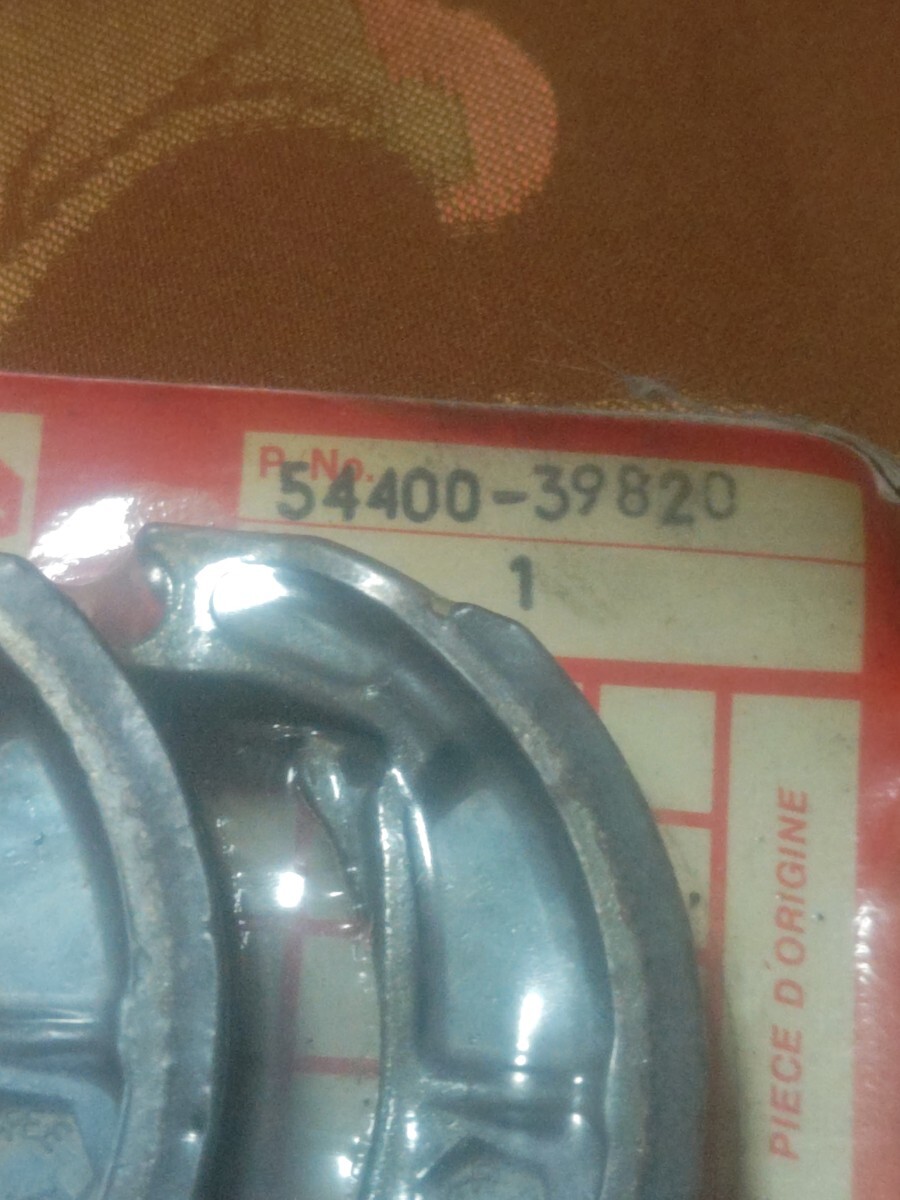 P. No.
54400-39820
1
PIECE D'ORIGINE